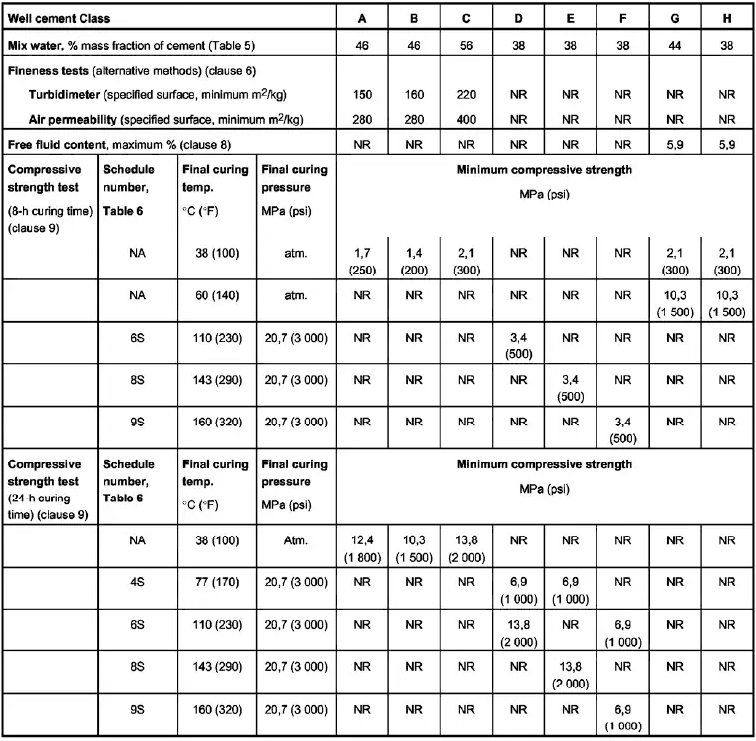 Well cement Class A B C D E F G H
Mix water, % mass fraction of cement (Table 5) 46 46 56 38 38 38 44 38
Fineness tests (alternative methods) (clause 6)
Turbidimeter (specified surface, minimum m2/kg) 150 160 220 NR NR NR NR NR
Air permeability (specified surface, minimum m2/kg) 280 280 400 NR NR NR NR NR
Free fluid content, maximum % (clause 8) NR NR NR NR NR NR 5,9 5,9
Compressive Schedule Final curing Final curing Minimum compressive strength
strength test number, temp. pressure MPa (psi)
(8-h curing time) Table 6 °C (°F) MPa (psi)
(clause 9)
NA 38 (100) atm. 1,7 1,4 2,1 NR NR NR 2,1 2,1
(250) (200) (300) (300) (300)
NA 60 (140) atm. NR NR NR NR NR NR 10,3 10,3
(1 500) (1 500)
6S 110 (230) 20,7 (3 000) NR NR NR 3,4 NR NR NR NR
(500)
8S 143 (290) 20,7 (3 000) NR NR NR NR 3,4 NR NR NR
(500)
9S 160 (320) 20,7 (3 000) NR NR NR NR NR 3,4 NR NR
(500)
Compressive Schedule Final curing Final curing Minimum compressive strength
strength test number, temp. pressure MPa (psi)
(24-h curing Table 6 °C (°F) MPa (psi)
time) (clause 9)
NA 38 (100) Atm. 12,4 10,3 13,8 NR NR NR NR NR
(1 800) (1 500) (2 000)
4S 77 (170) 20,7 (3 000) NR NR NR 6,9 6,9 NR NR NR
(1 000) (1 000)
6S 110 (230) 20,7 (3 000) NR NR NR 13,8 NR 6,9 NR NR
(2 000) (1 000)
8S 143 (290) 20,7 (3 000) NR NR NR NR 13,8 NR NR NR
(2 000)
9S 160 (320) 20,7 (3 000) NR NR NR NR NR 6,9 NR NR
(1 000)